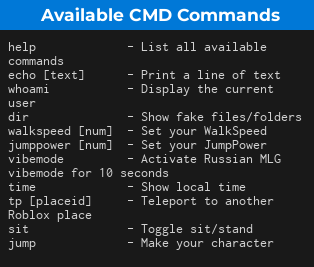 Available CMD Commands
help - List all available
commands
echo [text] - Print a line of text
whoami - Display the current
user
dir - Show fake files/folders
walkspeed [num] - Set your WalkSpeed
jumppower [num] - Set your JumpPower
vibemode - Activate Russian MLG
vibemode for 10 seconds
time - Show local time
tp [placeid] - Teleport to another
Roblox place
sit - Toggle sit/stand
jump - Make your character